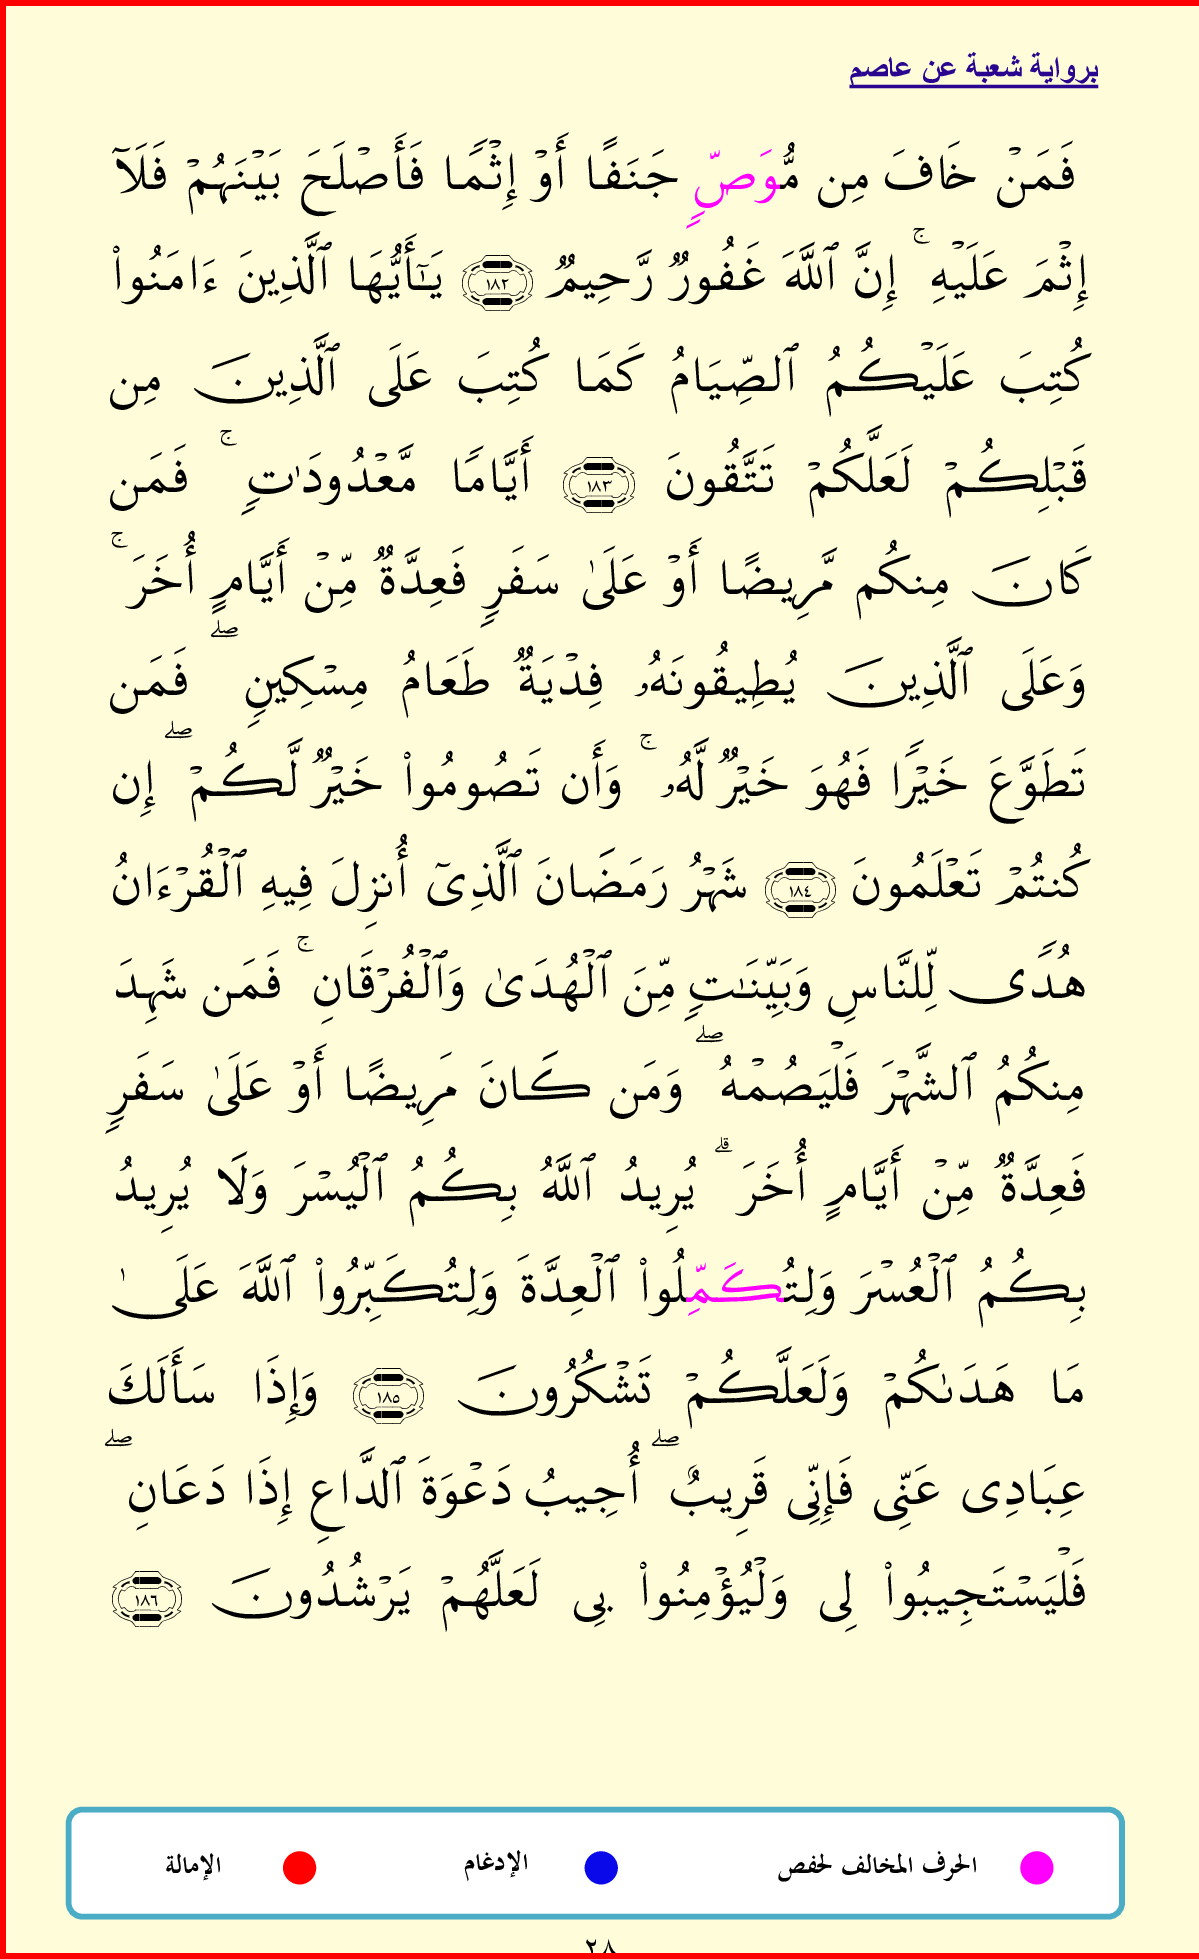 برواية شعبة عن عاصم
فَمَنۡ خَافَ مِن مُّوَصّٖ جَنَفًا أَوۡ إِثۡمٗا فَأَصۡلَحَ بَيۡنَهُمۡ فَلَآ
إِثۡمَ عَلَيۡهِۚ إِنَّ ٱللَّهَ غَفُورٞ رَّحِيمٞ ١٨٢ يَٰٓأَيُّهَا ٱلَّذِينَ ءَامَنُواْ
كُتِبَ عَلَيۡكُمُ ٱلصِّيَامُ كَمَا كُتِبَ عَلَى ٱلَّذِينَ مِن
قَبۡلِكُمۡ لَعَلَّكُمۡ تَتَّقُونَ ١٨٣ أَيَّامٗا مَّعۡدُودَٰتٖۚ فَمَن
كَانَ مِنكُم مَّرِيضًا أَوۡ عَلَىٰ سَفَرٖ فَعِدَّةٞ مِّنۡ أَيَّامٍ أُخَرَۚ
وَعَلَى ٱلَّذِينَ يُطِيقُونَهُۥ فِدۡيَةٞ طَعَامُ مِسۡكِينٖۖ فَمَن
تَطَوَّعَ خَيۡرٗا فَهُوَ خَيۡرٞ لَّهُۥۚ وَأَن تَصُومُواْ خَيۡرٞ لَّكُمۡۖ إِن
كُنتُمۡ تَعۡلَمُونَ ١٨٤ شَهۡرُ رَمَضَانَ ٱلَّذِيٓ أُنزِلَ فِيهِ ٱلۡقُرۡءَانُ
هُدٗى لِّلنَّاسِ وَبَيِّنَٰتٖ مِّنَ ٱلۡهُدَىٰ وَٱلۡفُرۡقَانِۚ فَمَن شَهِدَ
مِنكُمُ ٱلشَّهۡرَ فَلۡيَصُمۡهُۖ وَمَن كَانَ مَرِيضًا أَوۡ عَلَىٰ سَفَرٖ
فَعِدَّةٞ مِّنۡ أَيَّامٍ أُخَرَۗ يُرِيدُ ٱللَّهُ بِكُمُ ٱلۡيُسۡرَ وَلَا يُرِيدُ
بِكُمُ ٱلۡعُسۡرَ وَلِتُكَمِّلُواْ ٱلۡعِدَّةَ وَلِتُكَبِّرُواْ ٱللَّهَ عَلَىٰ
مَا هَدَىٰكُمۡ وَلَعَلَّكُمۡ تَشۡكُرُونَ ١٨٥ وَإِذَا سَأَلَكَ
عِبَادِي عَنِّي فَإِنِّي قَرِيبٌۖ أُجِيبُ دَعۡوَةَ ٱلدَّاعِ إِذَا دَعَانِۖ
فَلۡيَسۡتَجِيبُواْ لِي وَلۡيُؤۡمِنُواْ بِي لَعَلَّهُمۡ يَرۡشُدُونَ ١٨٦
الحرف المخالف لحفص الإدغام الإمالة
٢٨